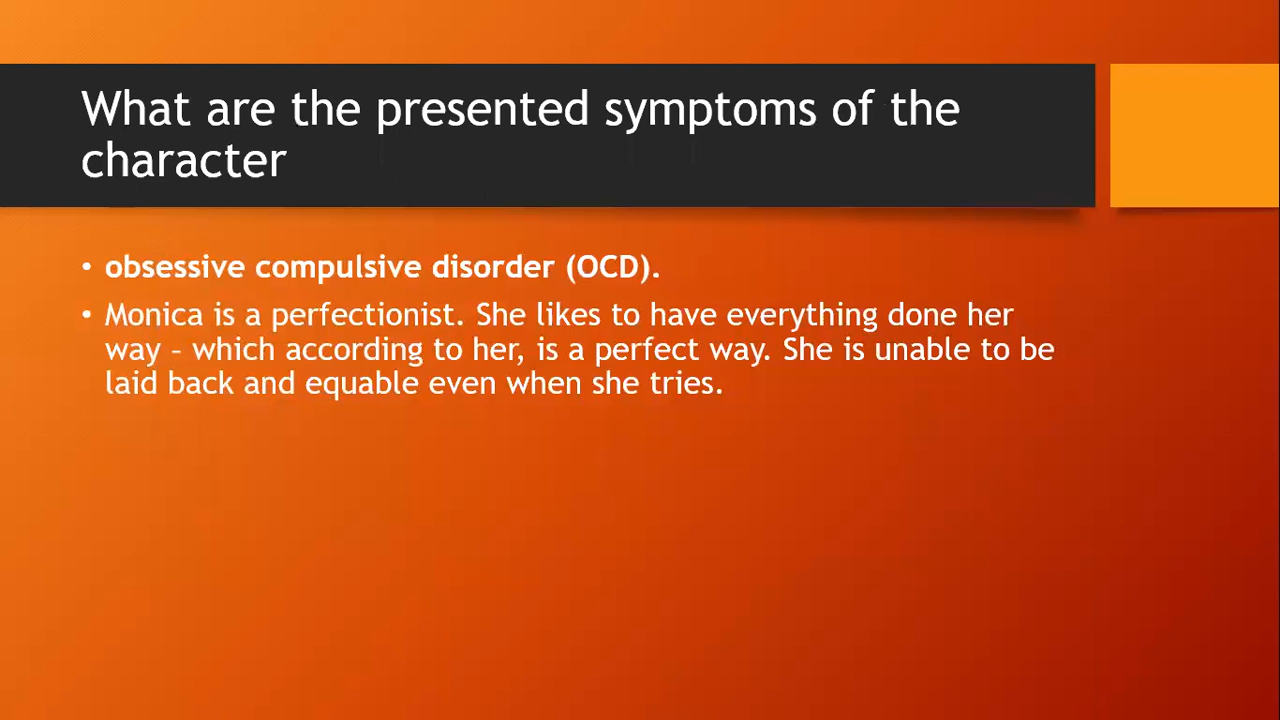 What are the presented symptoms of the
character
• obsessive compulsive disorder (OCD).
• Monica is a perfectionist. She likes to have everything done her
way – which according to her, is a perfect way. She is unable to be
laid back and equable even when she tries.